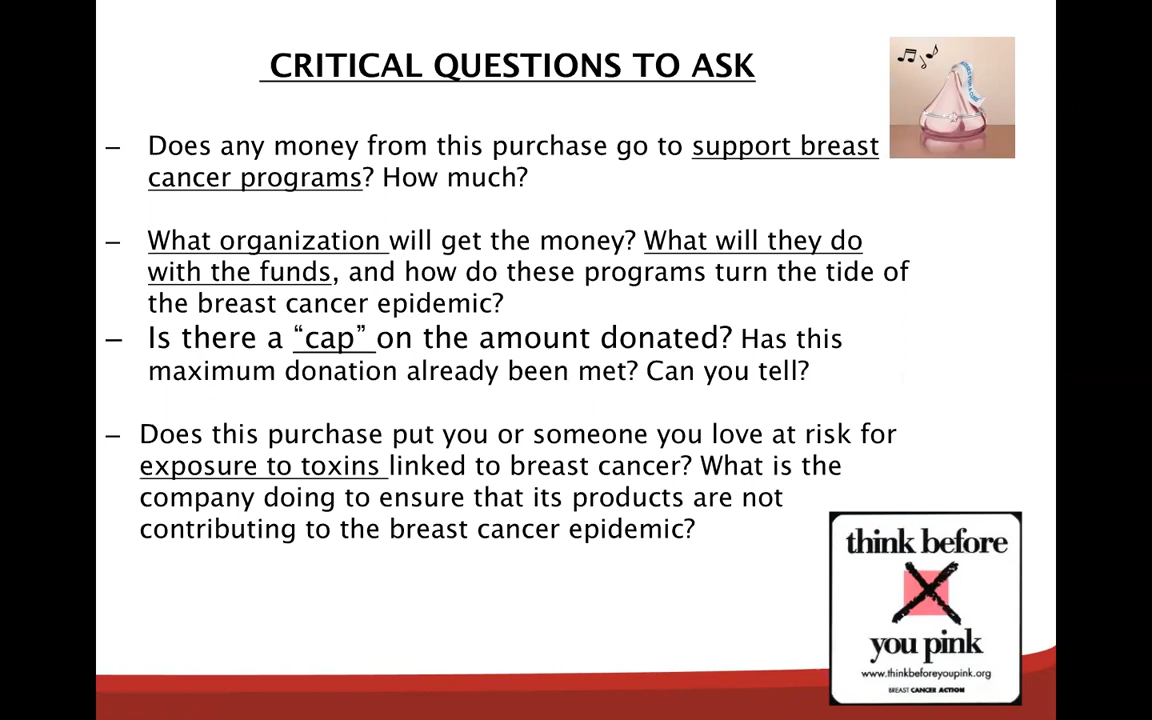 CRITICAL QUESTIONS TO ASK
– Does any money from this purchase go to support breast
cancer programs? How much?
– What organization will get the money? What will they do
with the funds, and how do these programs turn the tide of
the breast cancer epidemic?
– Is there a “cap” on the amount donated? Has this
maximum donation already been met? Can you tell?
– Does this purchase put you or someone you love at risk for
exposure to toxins linked to breast cancer? What is the
company doing to ensure that its products are not
contributing to the breast cancer epidemic?
think before
you pink
www.thinkbeforeyoupink.org
BREAST CANCER ACTION